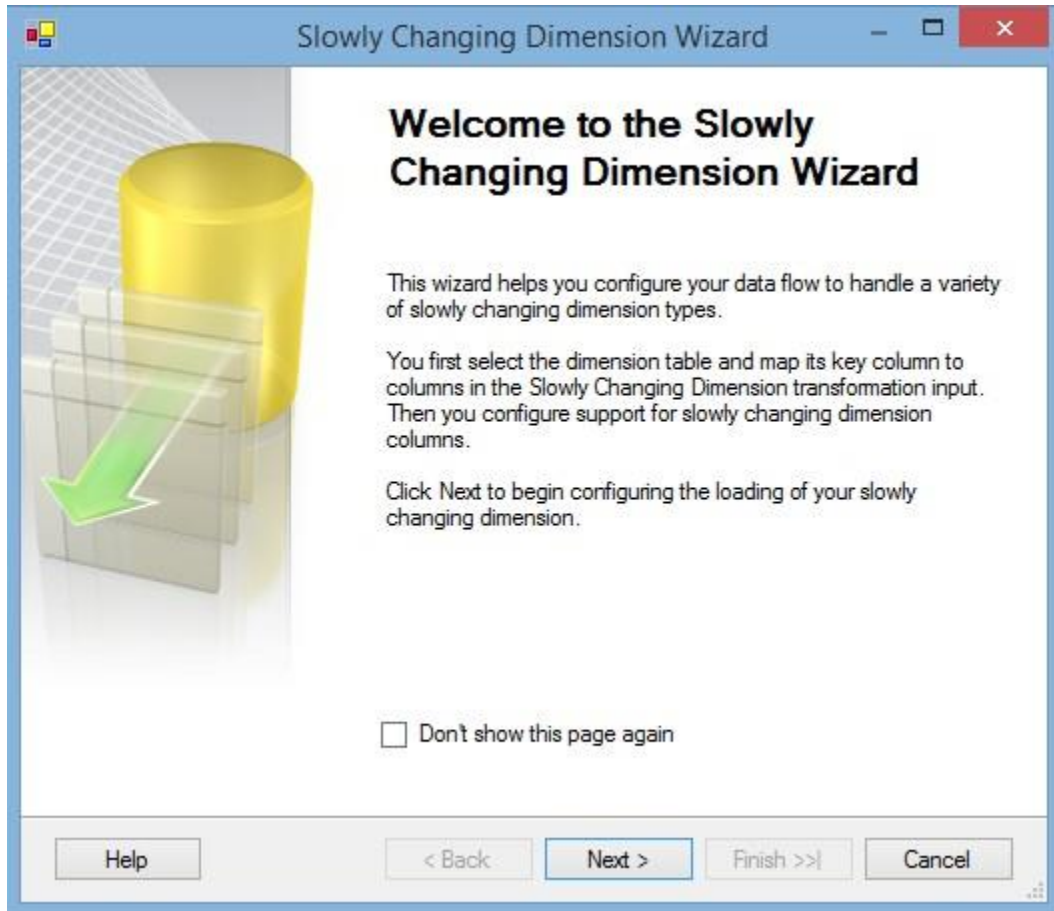 Slowly Changing Dimension Wizard
Welcome to the Slowly
Changing Dimension Wizard
This wizard helps you configure your data flow to handle a variety
of slowly changing dimension types.
You first select the dimension table and map its key column to
columns in the Slowly Changing Dimension transformation input.
Then you configure support for slowly changing dimension
columns.
Click Next to begin configuring the loading of your slowly
changing dimension.
Don't show this page again
Help < Back Next > Finish >>| Cancel